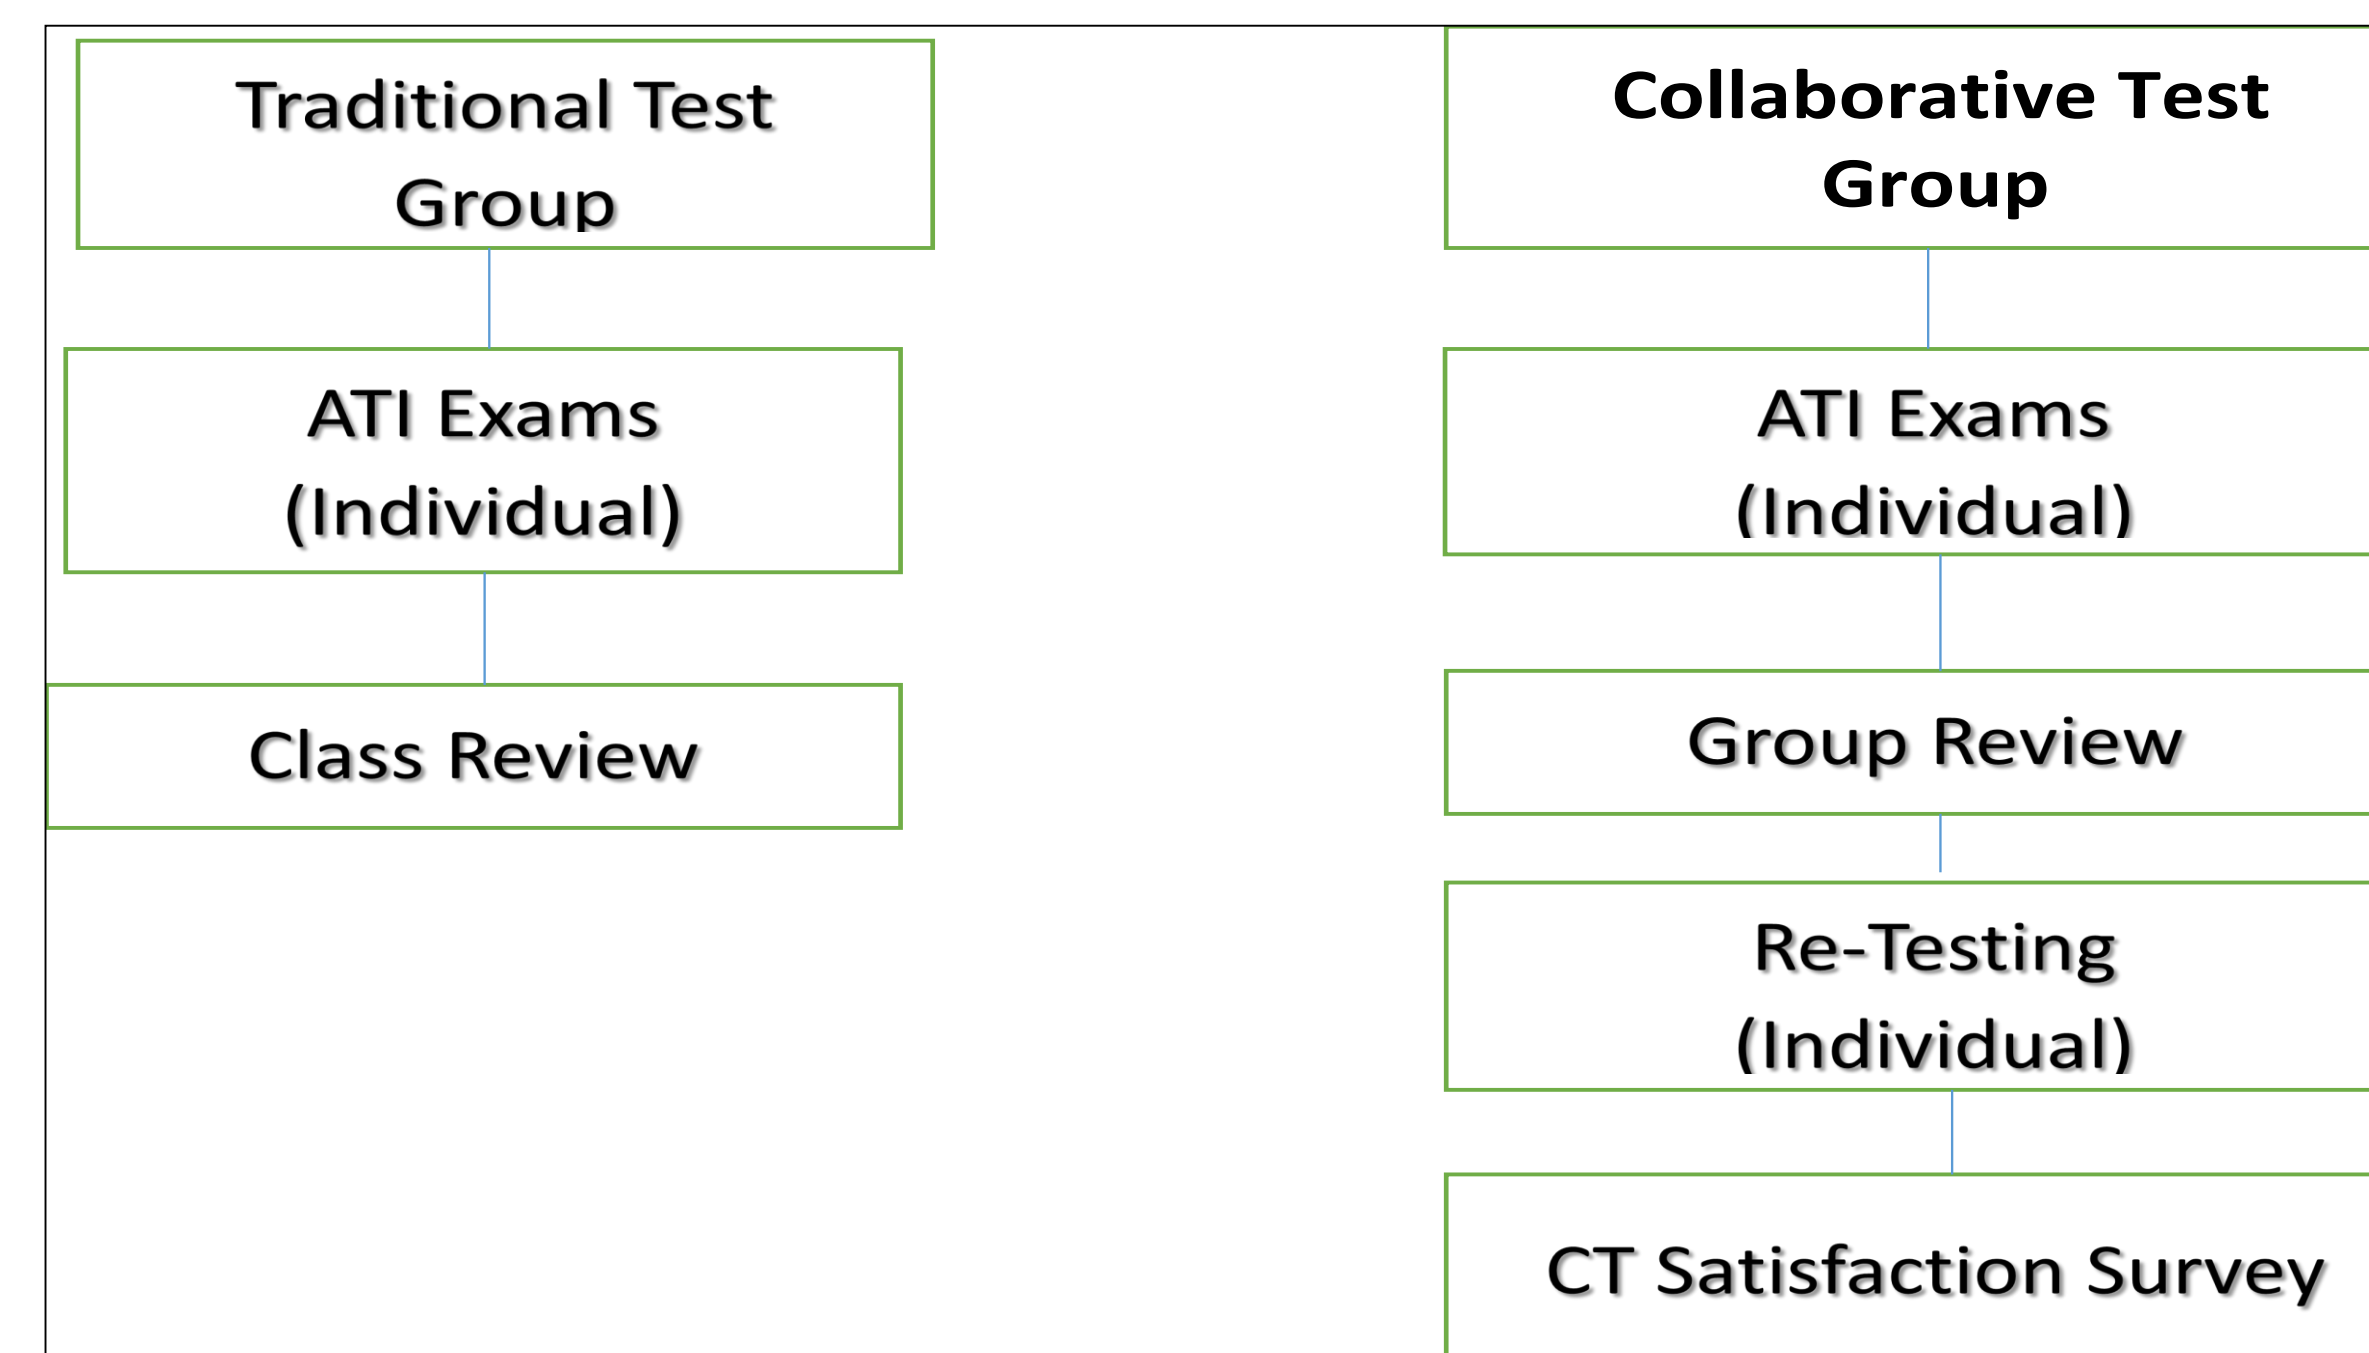 Traditional Test
Group
ATI Exams
(Individual)
Class Review
Collaborative Test
Group
ATI Exams
(Individual)
Group Review
Re-Testing
(Individual)
CT Satisfaction Survey